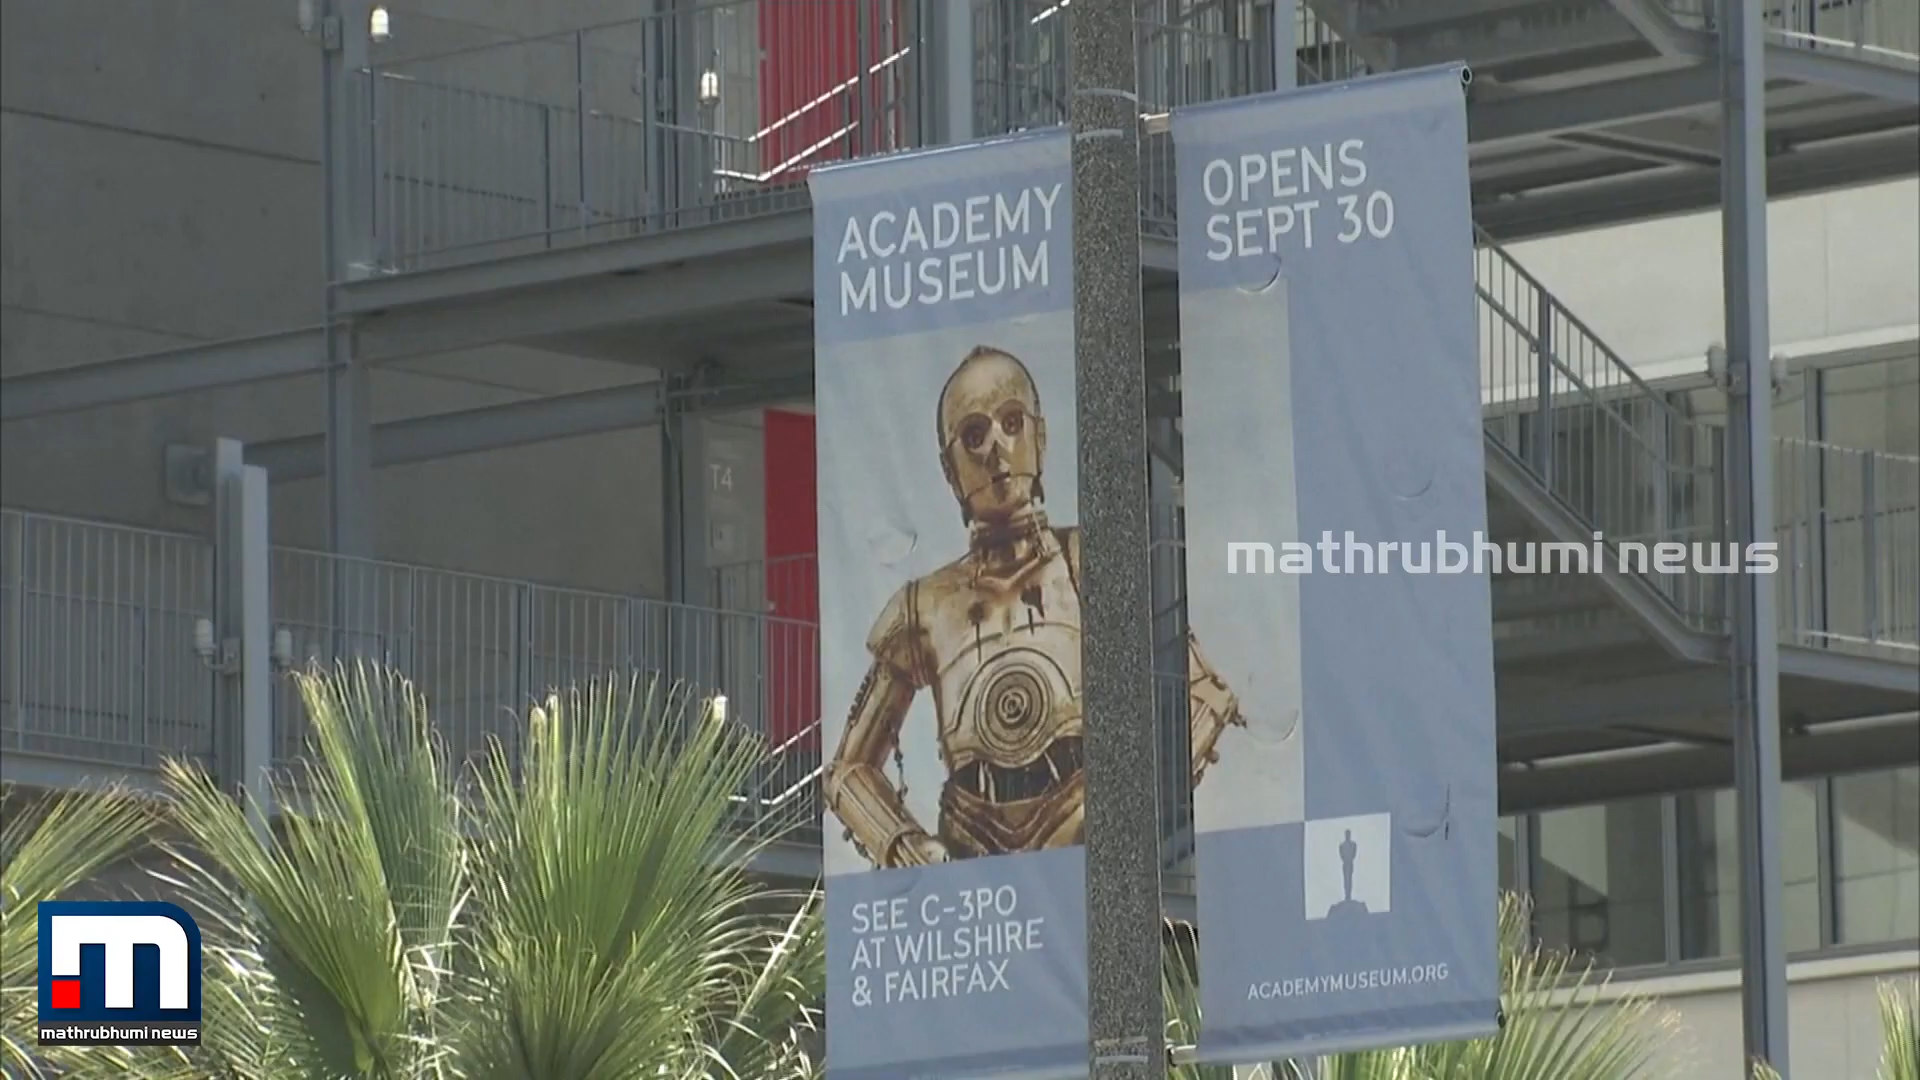 ACADEMY
MUSEUM
OPENS
SEPT 30
T4
mathrubhumi news
SEE C-3PO
AT WILSHIRE
& FAIRFAX
ACADEMYMUSEUM.ORG
mathrubhumi news